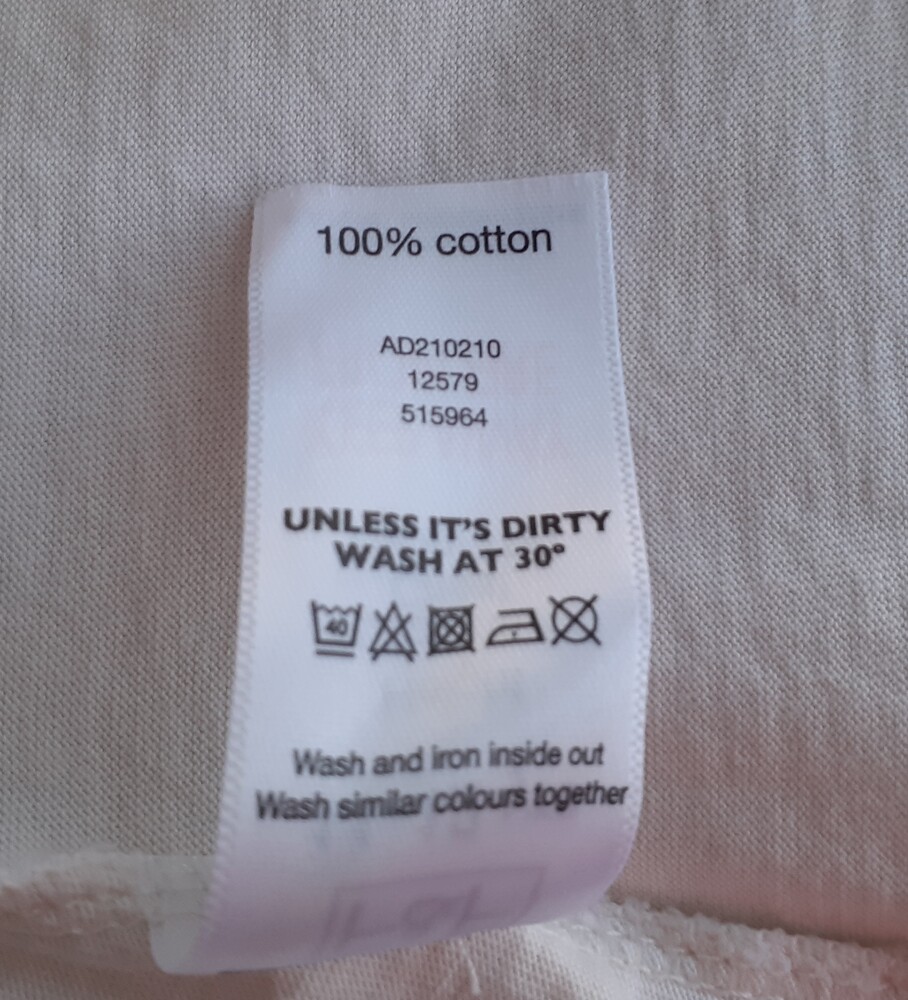 100% cotton
AD210210
12579
515964
UNLESS IT'S DIRTY
WASH AT 30°
40
Wash and iron inside out
Wash similar colours together